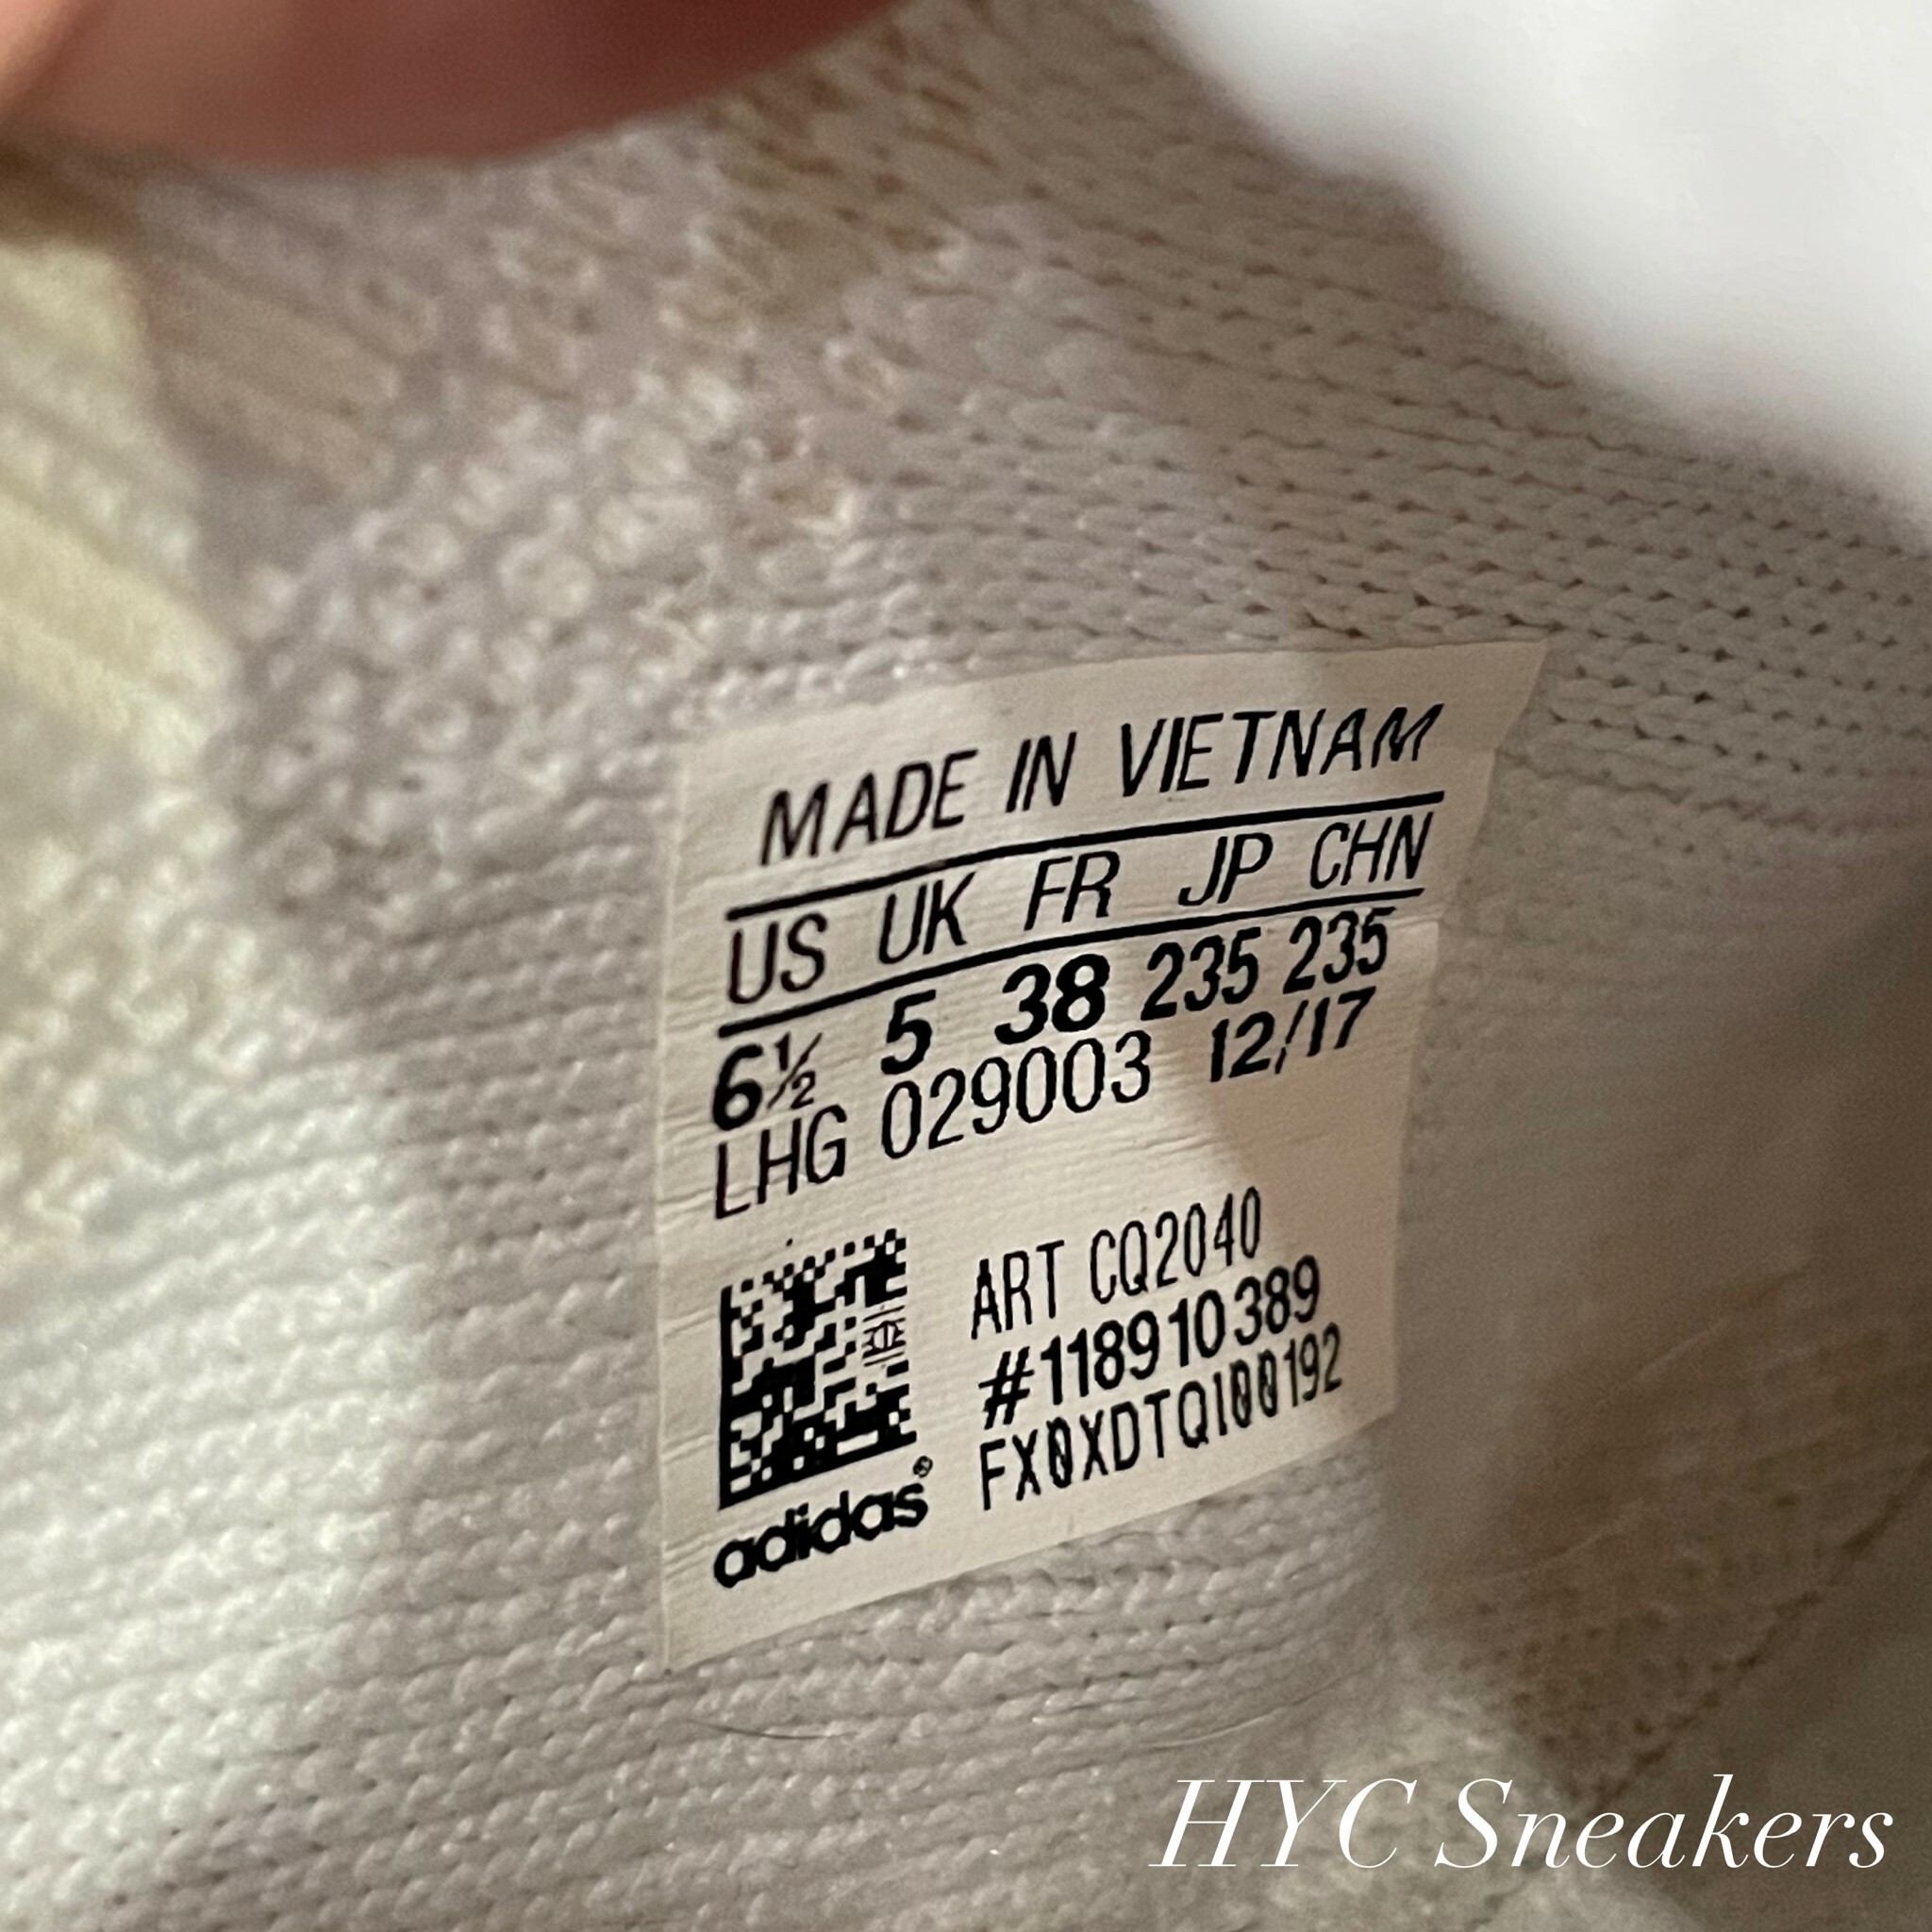 MADE IN VIETNAM
US UK FR JP CHN
6½ 5 38 235 235
LHG 029003 12/17
ART CQ2040
#118910389
FX0XDTQI00192
adidas®
HYC Sneakers